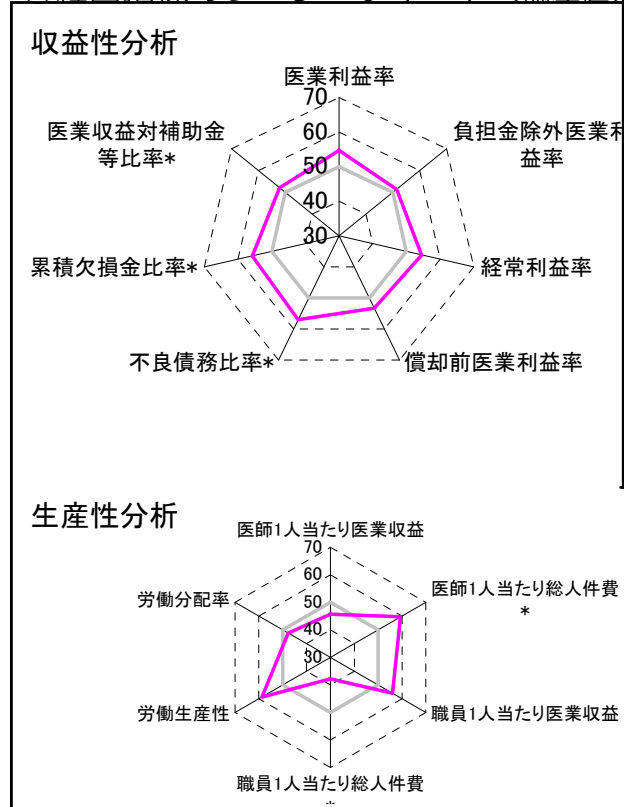 収益性分析
医業利益率
70
60
50
40
30
負担金除外医業利
益率
経常利益率
償却前医業利益率
不良債務比率*
累積欠損金比率*
医業収益対補助金
等比率*
生産性分析
医師1人当たり医業収益
70
60
50
40
30
医師1人当たり総人件費
*
職員1人当たり医業収益
職員1人当たり総人件費
*
労働生産性
労働分配率